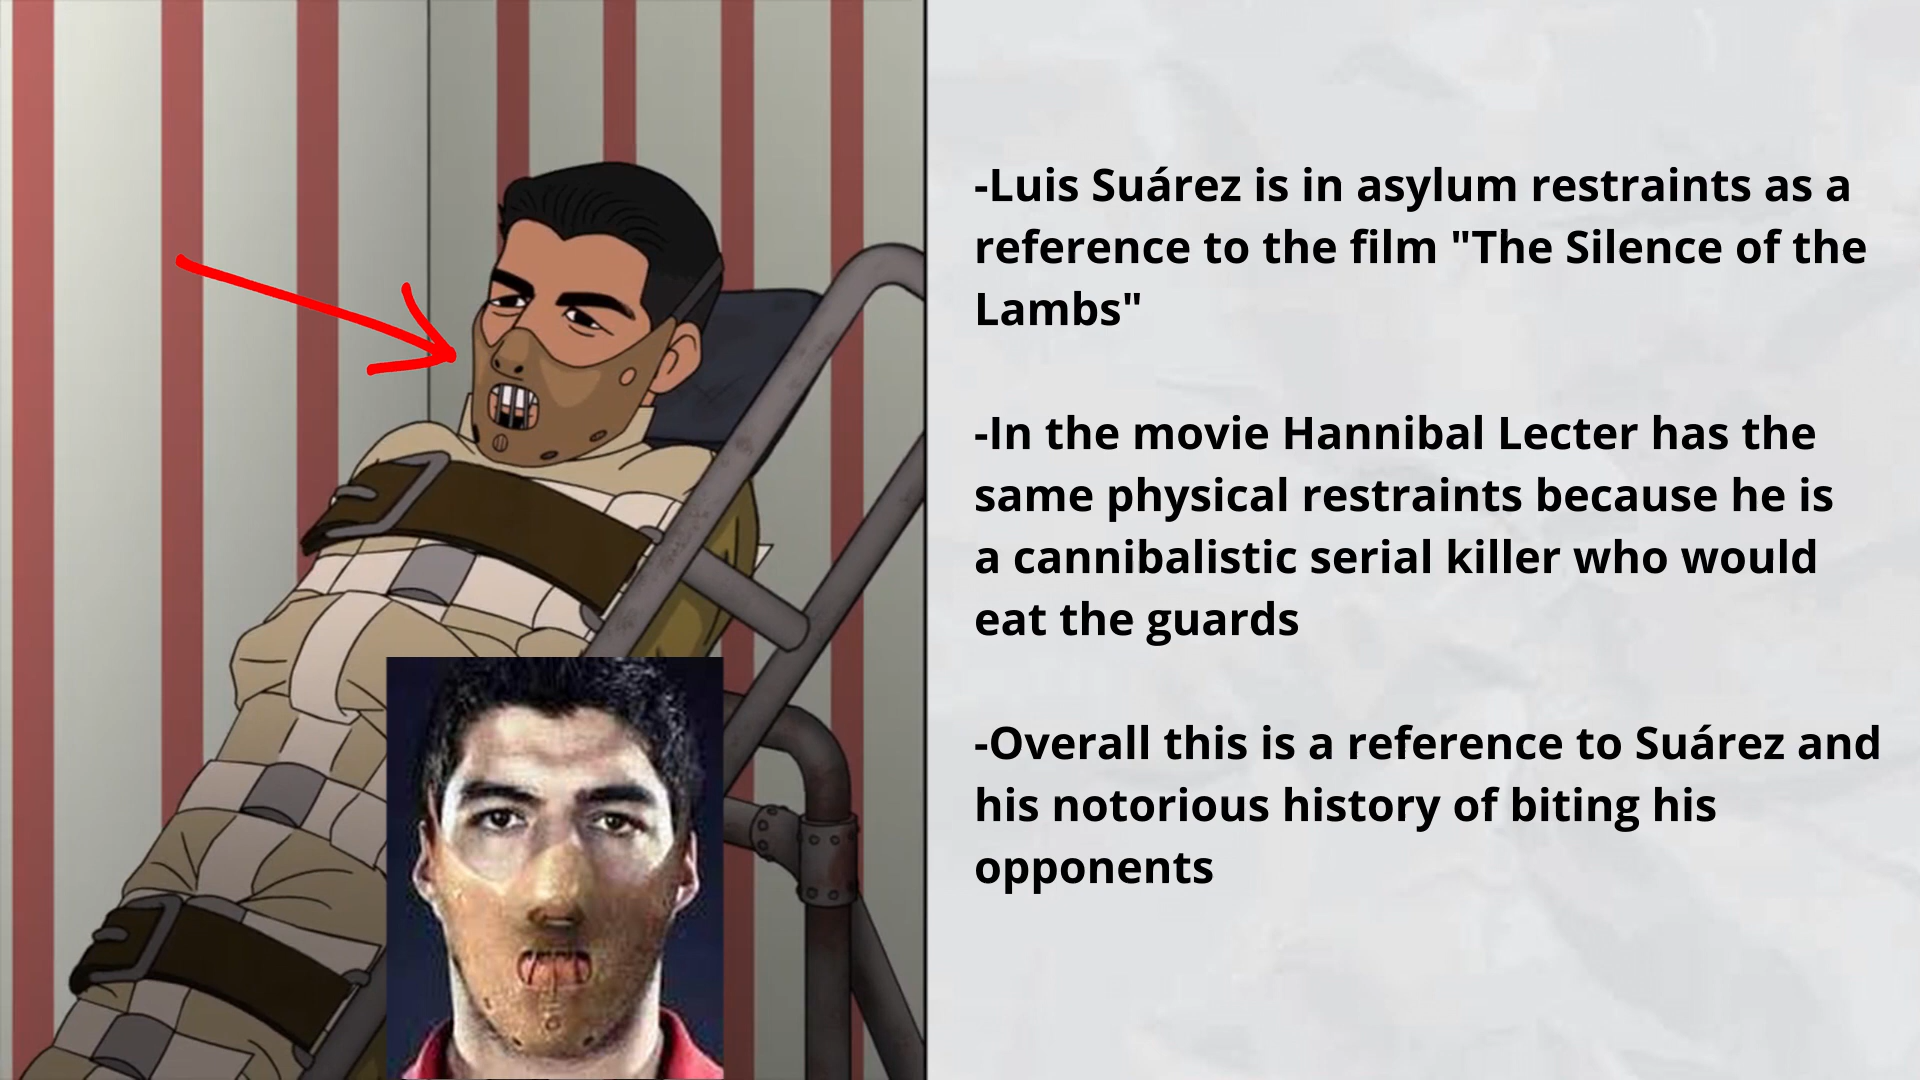 -Luis Suárez is in asylum restraints as a
reference to the film "The Silence of the
Lambs"
-In the movie Hannibal Lecter has the
same physical restraints because he is
a cannibalistic serial killer who would
eat the guards
-Overall this is a reference to Suárez and
his notorious history of biting his
opponents